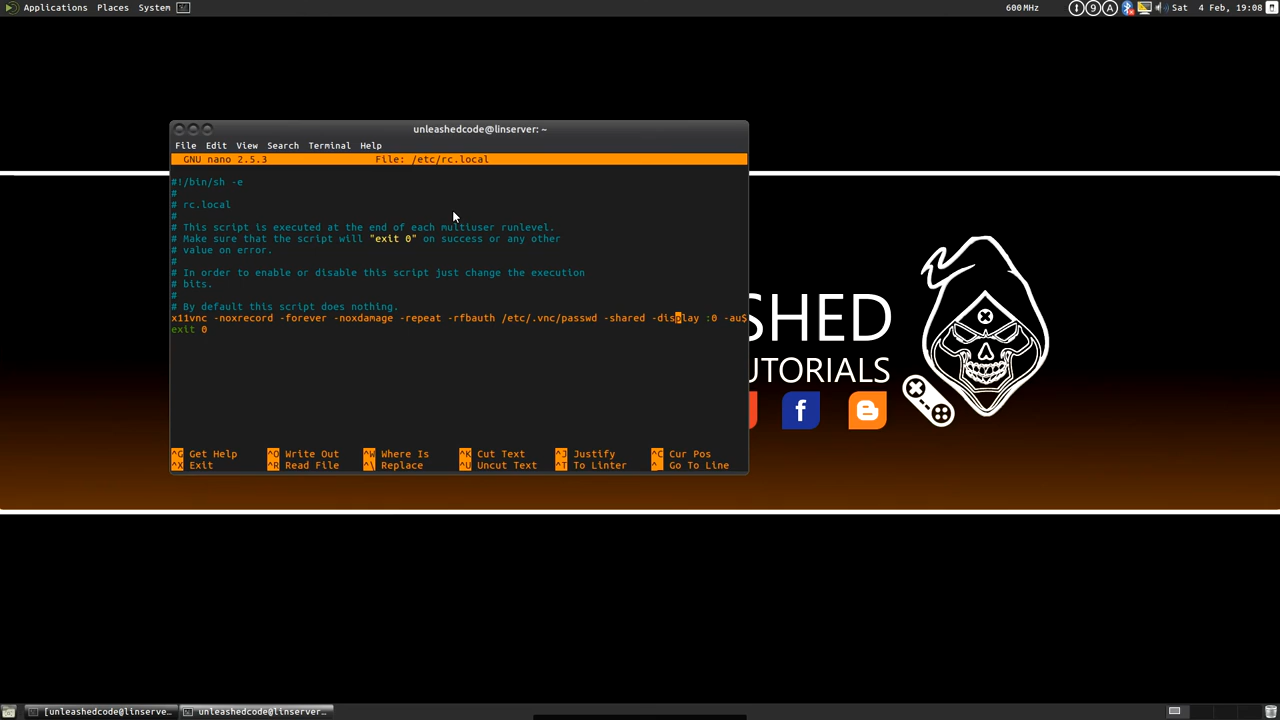 Applications Places System
600 MHz
9 A
Sat 4 Feb, 19:08
unleashedcode@linserver: ~
File Edit View Search Terminal Help
GNU nano 2.5.3 File: /etc/rc.local
#!/bin/sh -e
#
# rc.local
#
# This script is executed at the end of each multiuser runlevel.
# Make sure that the script will "exit 0" on success or any other
# value on error.
#
# In order to enable or disable this script just change the execution
# bits.
#
# By default this script does nothing.
x11vnc -noxrecord -forever -noxdamage -repeat -rfbauth /etc/.vnc/passwd -shared -display :0 -au$
exit 0
^G Get Help ^O Write Out ^W Where Is ^K Cut Text ^J Justify ^C Cur Pos
^X Exit ^R Read File ^\ Replace ^U Uncut Text ^T To Linter ^_ Go To Line
SHED
UTORIALS
f
[unleashedcode@linserve...
unleashedcode@linserver...